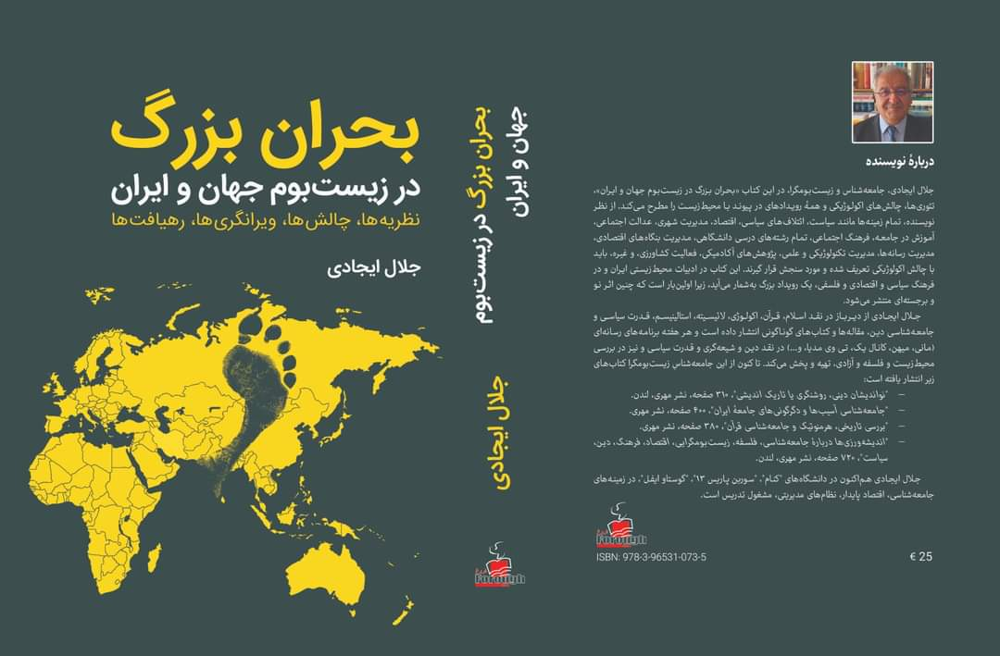 بحران بزرگ
در زیست‌بوم جهان و ایران
نظریه‌ها، چالش‌ها، ویرانگری‌ها، رهیافت‌ها
جلال ایجادی
جهان و ایران
بحران بزرگ در زیست‌بوم
جلال ایجادی
فروغ
Forough
دربارهٔ نویسنده
جلال ایجادی، جامعه‌شناس و زیست‌بومگرا، در این کتاب «بحران بزرگ در زیست‌بوم جهان و ایران»،
تئوری‌ها، چالش‌های اکولوژیکی و همهٔ رویدادهای در پیوند با محیط‌زیست را مطرح می‌کند. از نظر
نویسنده، تمام زمینه‌ها مانند سیاست، ائتلاف‌های سیاسی، اقتصاد، مدیریت شهری، عدالت اجتماعی،
آموزش در جامعه، فرهنگ اجتماعی، تمام رشته‌های درسی دانشگاهی، مدیریت بنگاه‌های اقتصادی،
مدیریت رسانه‌ها، مدیریت تکنولوژیکی و علمی، پژوهش‌های آکادمیکی، فعالیت کشاورزی، و غیره، باید
با چالش اکولوژیکی تعریف شده و مورد سنجش قرار گیرند. این کتاب در ادبیات محیط‌زیستی ایران و در
فرهنگ سیاسی و اقتصادی و فلسفی، یک رویداد بزرگ به‌شمار می‌آید، زیرا اولین‌بار است که چنین اثر نو
و برجسته‌ای منتشر می‌شود.
جلال ایجادی از دیرباز در نقد اسلام، قرآن، اکولوژی، لائیسیته، استالینیسم، قدرت سیاسی و
جامعه‌شناسی دین، مقاله‌ها و کتاب‌های گوناگونی انتشار داده است و هر هفته برنامه‌های رسانه‌ای
(مانی، میهن، کانال یک، تی وی مدیا، و...) در نقد دین و شیعه‌گری و قدرت سیاسی و نیز در بررسی
محیط‌زیست و فلسفه و آزادی، تهیه و پخش می‌کند. تا کنون از این جامعه‌شناس زیست‌بومگرا کتاب‌های
زیر انتشار یافته است:
– "نواندیشان دینی، روشنگری یا تاریک اندیشی"، ۳۱۰ صفحه، نشر مهری، لندن.
– "جامعه‌شناسی آسیب‌ها و دگرگونی‌های جامعهٔ ایران"، ۴۰۰ صفحه، نشر مهری.
– "بررسی تاریخی، هرمنوتیک و جامعه‌شناسی قرآن"، ۳۸۰ صفحه، نشر مهری.
– "اندیشه‌ورزی‌ها دربارهٔ جامعه‌شناسی، فلسفه، زیست‌بومگرایی، اقتصاد، فرهنگ، دین،
سیاست"، ۷۲۰ صفحه، نشر مهری، لندن.
جلال ایجادی هم‌اکنون در دانشگاه‌های "کنام"، "سوربن پاریس ۱۳"، "گوستاو ایفل"، در زمینه‌های
جامعه‌شناسی، اقتصاد پایدار، نظام‌های مدیریتی، مشغول تدریس است.
فروغ
Forough
ISBN: 978-3-96531-073-5
€ 25